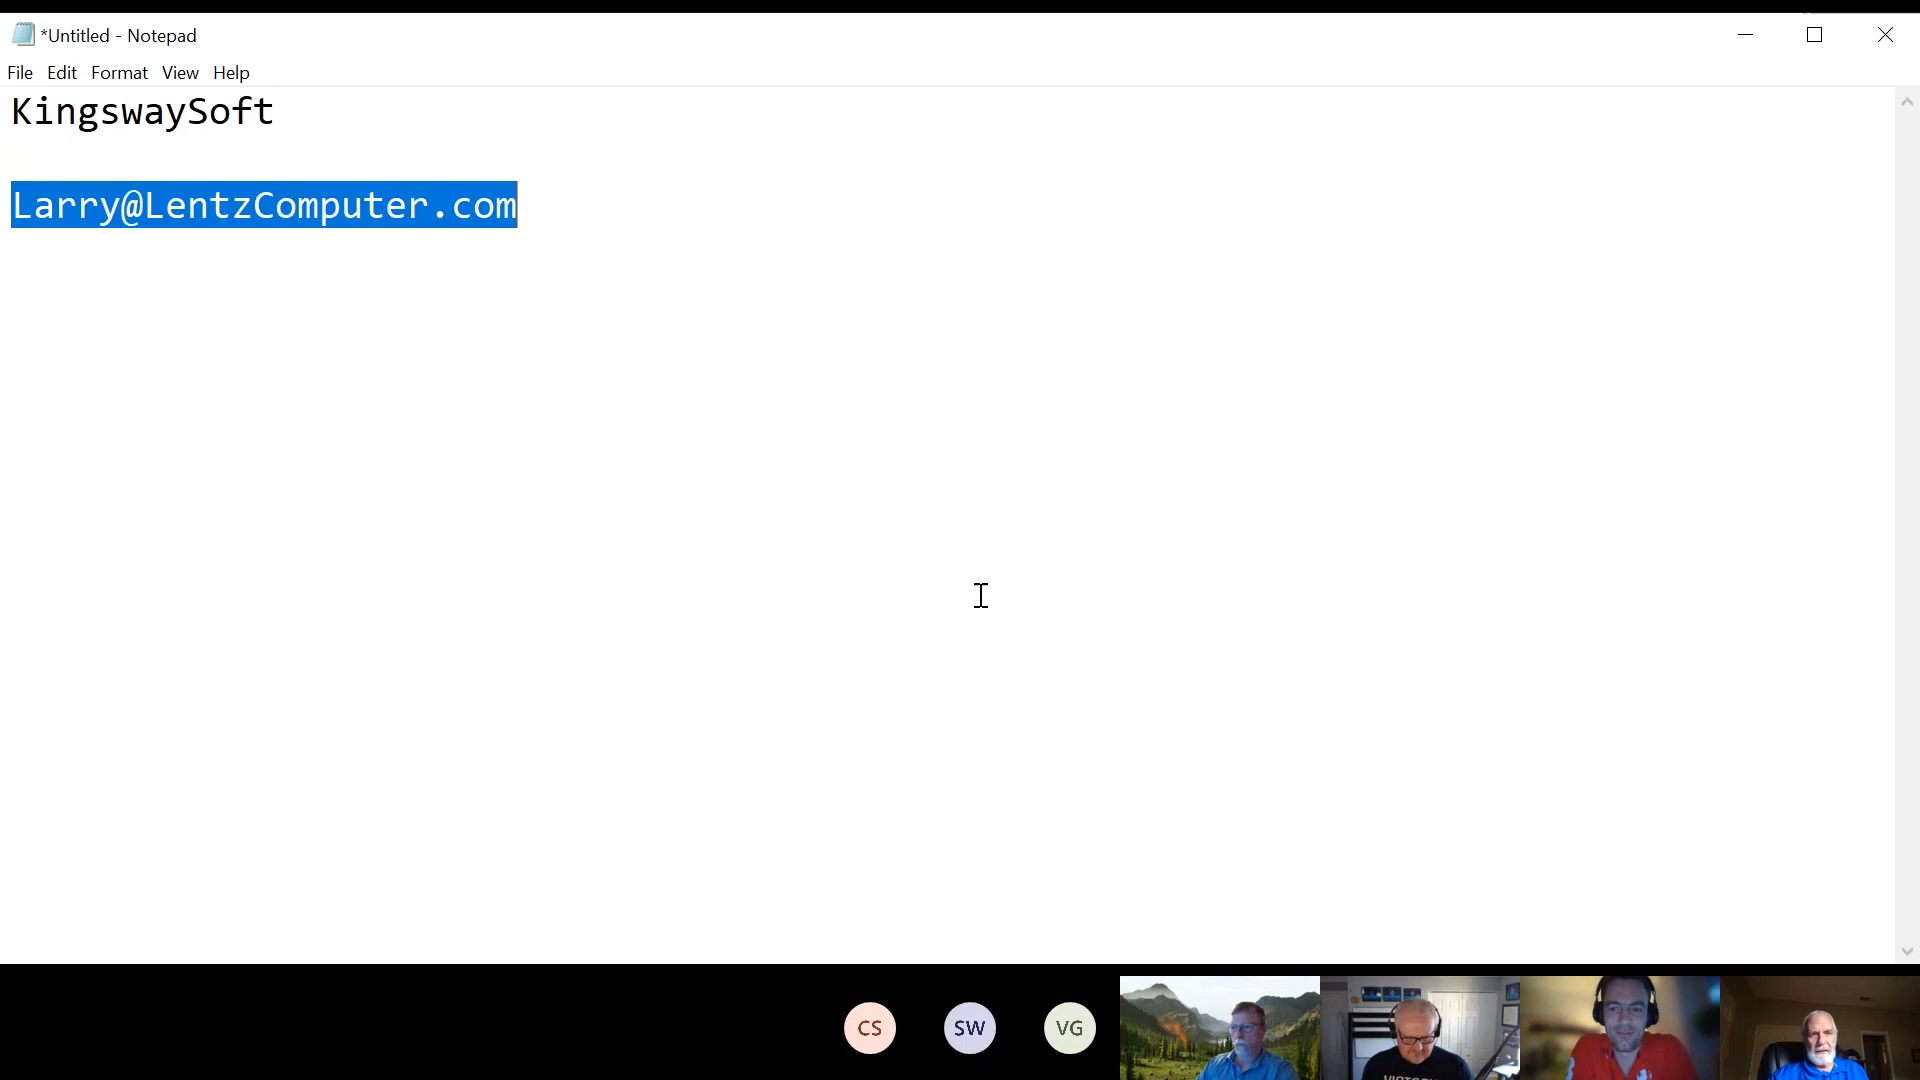 *Untitled - Notepad
File Edit Format View Help
KingswaySoft
Larry@LentzComputer.com
CS SW VG